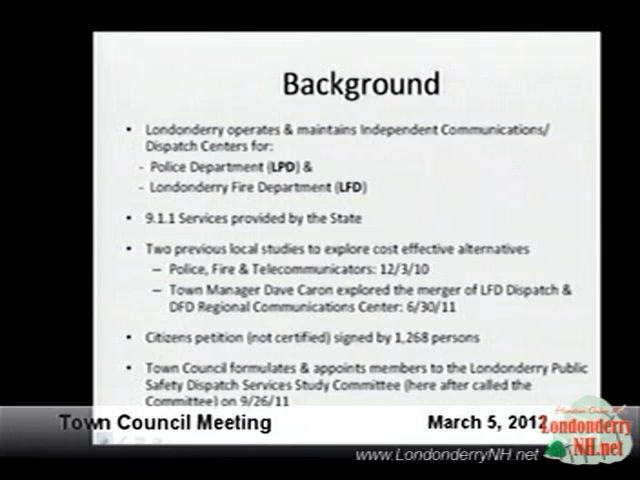 Background
• Londonderry operates & maintains Independent Communications/
Dispatch Centers for:
- Police Department (LPD) &
- Londonderry Fire Department (LFD)
• 9.1.1 Services provided by the State
• Two previous local studies to explore cost effective alternatives
– Police, Fire & Telecommunicators: 12/3/10
– Town Manager Dave Caron explored the merger of LFD Dispatch &
DFD Regional Communications Center: 6/30/11
• Citizens petition (not certified) signed by 1,268 persons
• Town Council formulates & appoints members to the Londonderry Public
Safety Dispatch Services Study Committee (here after called the
Committee) on 9/26/11
Town Council Meeting
March 5, 2012
Londonderry
NH.net
www.LondonderryNH.net